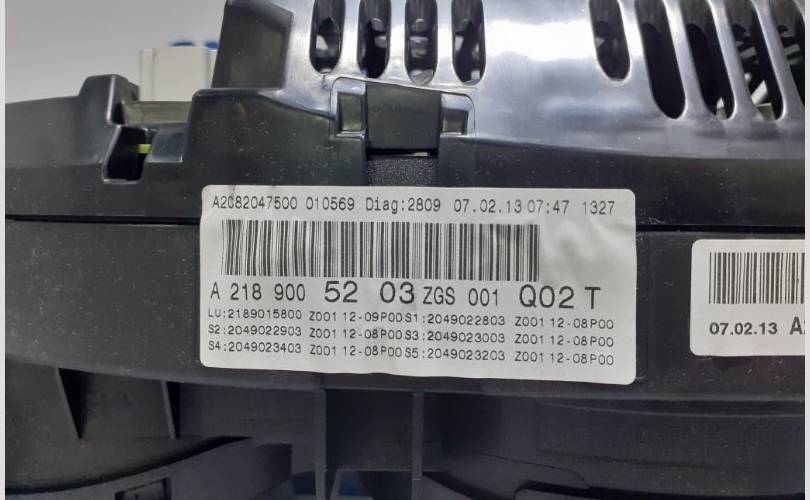 A2C82047500 010569 Diag:2809 07.02.13 07:47 1327
A 218 900 52 03 ZGS 001 Q02 T
LU:2189015800 Z001 12-09P00 S1:2049022803 Z001 12-08P00
S2:2049022903 Z001 12-08P00 S3:2049023003 Z001 12-08P00
S4:2049023403 Z001 12-08P00 S5:2049023203 Z001 12-08P00
07.02.13